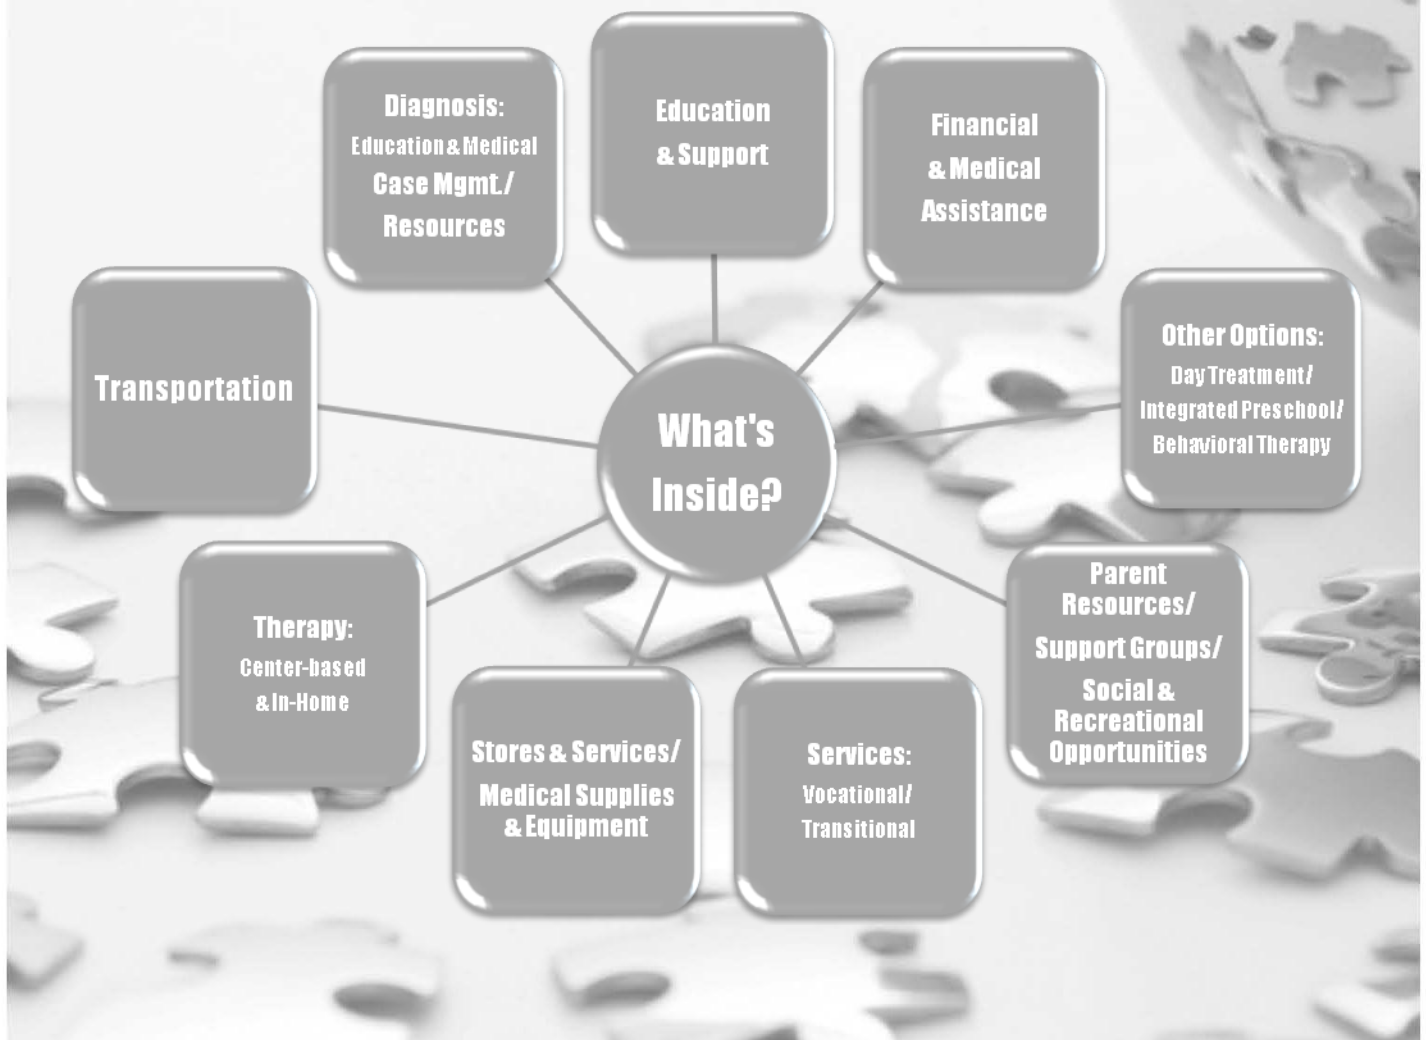 Diagnosis:
Education & Medical
Case Mgmt./
Resources
Education
& Support
Financial
& Medical
Assistance
Transportation
What's
Inside?
Other Options:
Day Treatment/
Integrated Preschool/
Behavioral Therapy
Therapy:
Center-based
& In-Home
Parent
Resources/
Support Groups/
Social &
Recreational
Opportunities
Stores & Services/
Medical Supplies
& Equipment
Services:
Vocational/
Transitional